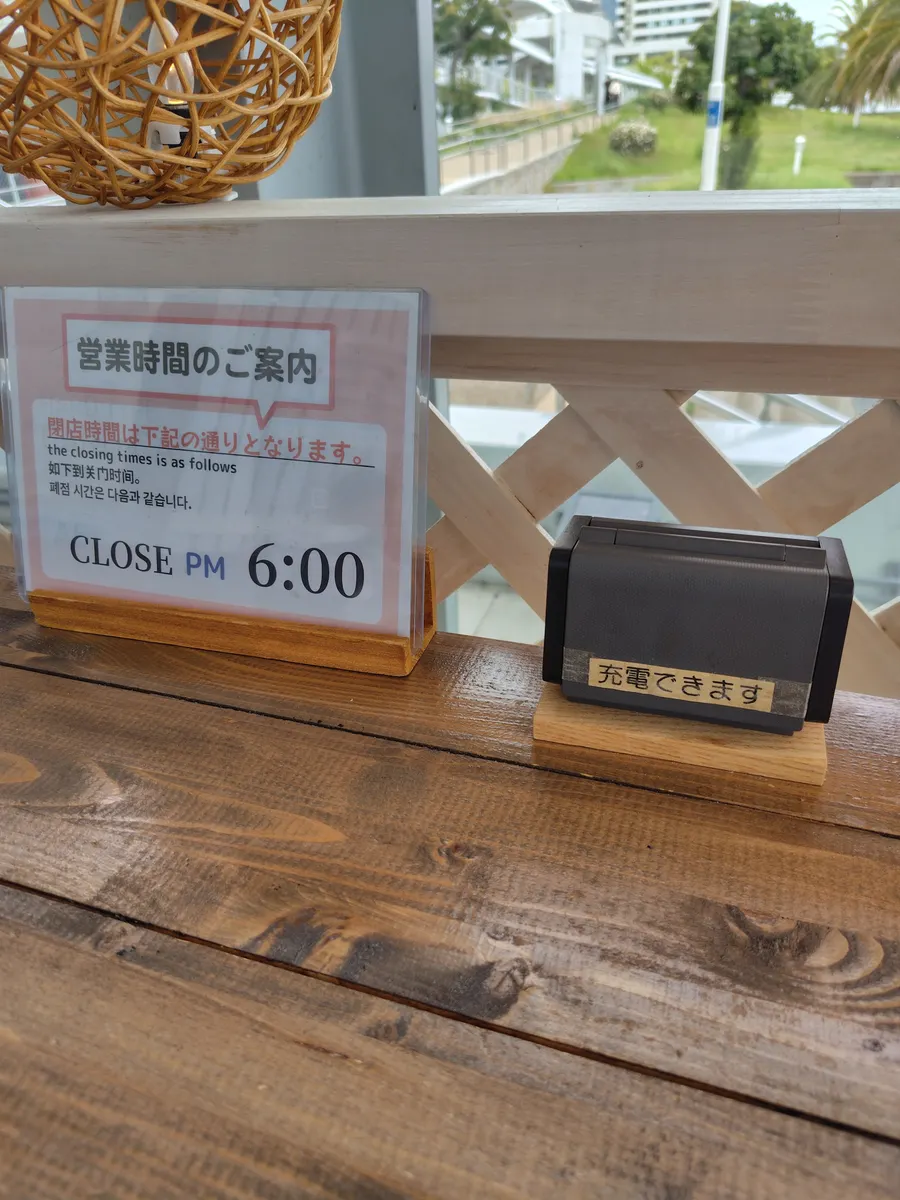 営業時間のご案内
閉店時間は下記の通りとなります。
the closing times is as follows
如下到关门时间。
폐점 시간은 다음과 같습니다.
CLOSE PM 6:00
充電できます